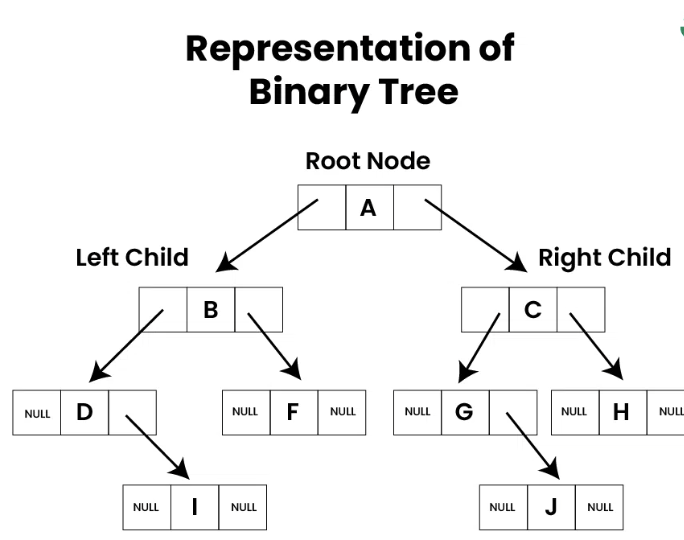 Representation of
Binary Tree
Root Node
A
Left Child
Right Child
B
C
NULL D
NULL F NULL
NULL G
NULL H NULL
NULL I NULL
NULL J NULL